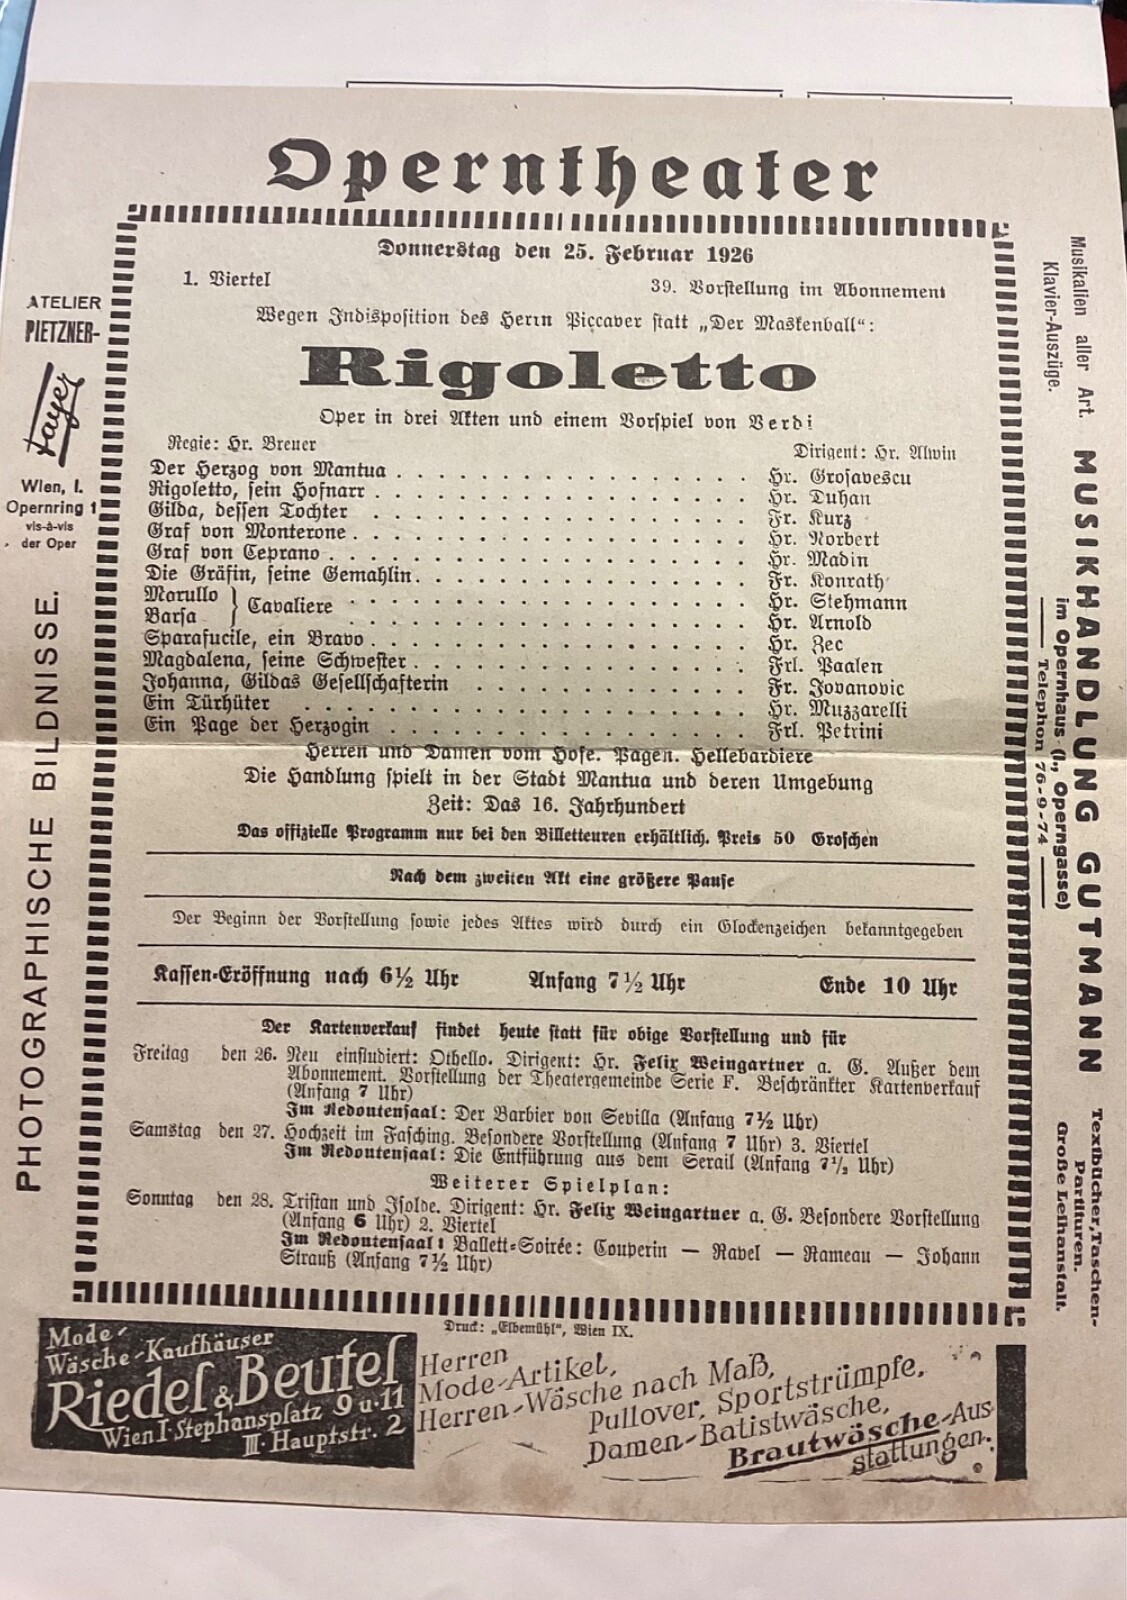 Operntheater
Donnerstag den 25. Februar 1926
1. Viertel
39. Vorstellung im Abonnement
Wegen Indisposition des Herrn Piccaver statt „Der Maskenball“:
Rigoletto
Oper in drei Akten und einem Vorspiel von Verdi
Regie: Hr. Breuer
Dirigent: Hr. Alwin
Der Herzog von Mantua . . . . . . . . . . . . . . . . Hr. Grosavescu
Rigoletto, sein Hofnarr . . . . . . . . . . . . . . . . Hr. Duhan
Gilda, dessen Tochter . . . . . . . . . . . . . . . . Fr. Kurz
Graf von Monterone . . . . . . . . . . . . . . . . . Hr. Norbert
Graf von Ceprano . . . . . . . . . . . . . . . . . . Hr. Madin
Die Gräfin, seine Gemahlin . . . . . . . . . . . . . . Fr. Konrath
Morullo } Cavaliere . . . . . . . . . . . . . . . . . Hr. Stehmann
Barsa } . . . . . . . . . . . . . . . . . Hr. Arnold
Sparafucile, ein Bravo . . . . . . . . . . . . . . . . Hr. Zec
Magdalena, seine Schwester . . . . . . . . . . . . . . Frl. Paalen
Johanna, Gildas Gesellschafterin . . . . . . . . . . . . Fr. Jovanovic
Ein Türhüter . . . . . . . . . . . . . . . . . Hr. Muzzarelli
Ein Page der Herzogin . . . . . . . . . . . . . . . . Frl. Petrini
Herren und Damen vom Hofe. Pagen. Hellebardiere
Die Handlung spielt in der Stadt Mantua und deren Umgebung
Zeit: Das 16. Jahrhundert
Das offizielle Programm nur bei den Billetteuren erhältlich. Preis 50 Groschen
Nach dem zweiten Akt eine größere Pause
Der Beginn der Vorstellung sowie jedes Aktes wird durch ein Glockenzeichen bekanntgegeben
Kassen-Eröffnung nach 6½ Uhr Anfang 7½ Uhr Ende 10 Uhr
Der Kartenverkauf findet heute statt für obige Vorstellung und für
Freitag den 26. Neu einstudiert: Othello. Dirigent: Hr. Felix Weingartner a. G. Außer dem
Abonnement. Vorstellung der Theatergemeinde Serie F. Beschränkter Kartenverkauf
(Anfang 7 Uhr)
Im Redoutensaal: Der Barbier von Sevilla (Anfang 7½ Uhr)
Samstag den 27. Hochzeit im Fasching. Besondere Vorstellung (Anfang 7 Uhr) 3. Viertel
Im Redoutensaal: Die Entführung aus dem Serail (Anfang 7½ Uhr)
Weiterer Spielplan:
Sonntag den 28. Tristan und Isolde. Dirigent: Hr. Felix Weingartner a. G. Besondere Vorstellung
(Anfang 6 Uhr) 2. Viertel
Im Redoutensaal: Ballett-Soirée: Couperin — Ravel — Rameau — Johann
Strauß (Anfang 7½ Uhr)
Druck: „Elbemühl“, Wien IX.
ATELIER
PIETZNER-
Fayer
Wien, I.
Opernring 1
vis-à-vis
der Oper
PHOTOGRAPHISCHE BILDNISSE.
Musikalien aller Art.
Klavier-Auszüge.
MUSIKHANDLUNG GUTMANN
im Opernhaus (I., Operngasse)
Telephon 76-9-74
Textbücher, Taschen-
Partituren.
Große Leihanstalt.
Mode-
Wäsche-Kaufhäuser
Riedel & Beutel
Wien I. Stephansplatz 9 u. 11
III. Hauptstr. 2
Herren
Mode-Artikel,
Herren-Wäsche nach Maß,
Pullover, Sportstrümpfe,
Damen-Batistwäsche,
Brautwäsche-Aus-
stattungen.